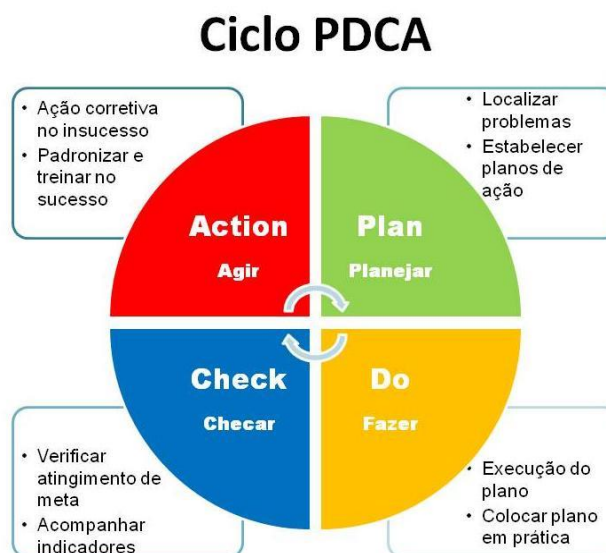 Ciclo PDCA
• Ação corretiva
no insucesso
• Padronizar e
treinar no
sucesso
• Localizar
problemas
• Estabelecer
planos de
ação
Action
Agir
Plan
Planejar
Check
Checar
Do
Fazer
• Verificar
atingimento de
meta
• Acompanhar
indicadores
• Execução do
plano
• Colocar plano
em prática